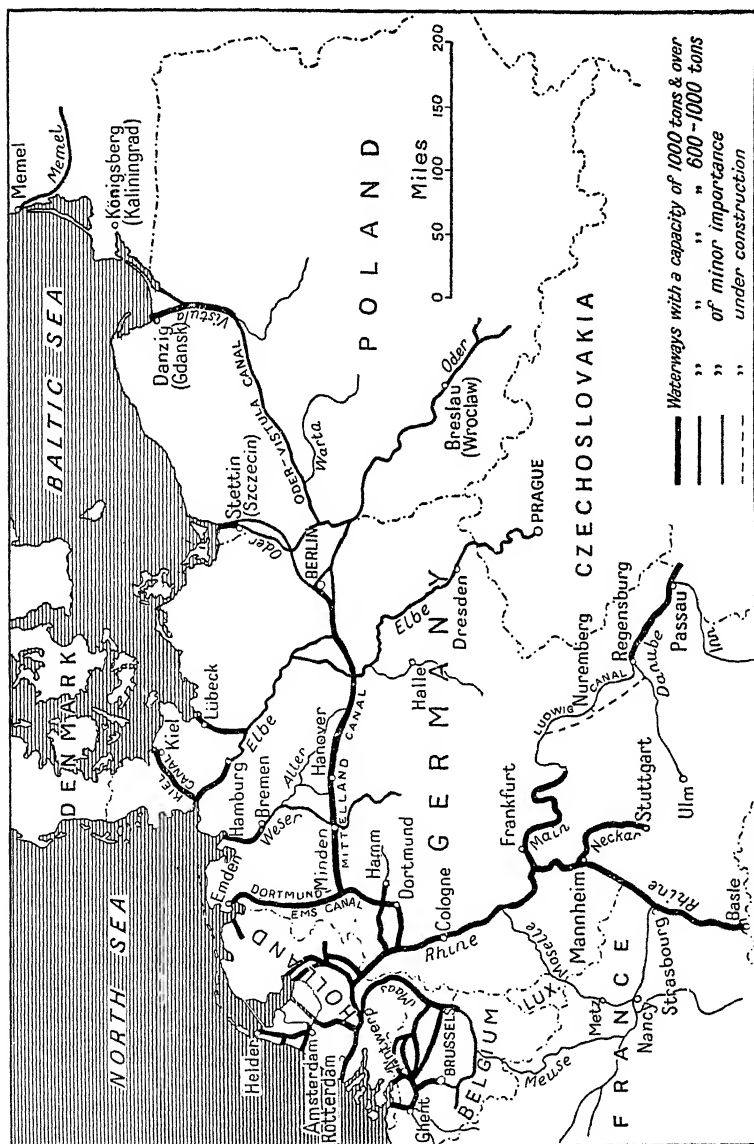 NORTH SEA
BALTIC SEA
DENMARK
Memel
Memel
Königsberg
(Kaliningrad)
Danzig
(Gdansk)
Vistula
Stettin
(Szczecin)
Oder
ODER-VISTULA CANAL
Warta
POLAND
Kiel
KIEL
CANAL
Lübeck
Hamburg
Elbe
Bremen
Weser
Aller
Emden
DORTMUND
EMS CANAL
Minden
Hanover
MITTELLAND CANAL
BERLIN
Breslau
(Wroclaw)
Oder
Helder
Amsterdam
Rotterdam
HOLLAND
Hamm
Dortmund
Halle
Elbe
Dresden
PRAGUE
GERMANY
CZECHOSLOVAKIA
Ghent
Antwerp
Maas
BRUSSELS
BELGIUM
LUX
Meuse
Cologne
Rhine
Moselle
Frankfurt
Main
Mannheim
Neckar
Stuttgart
LUDWIG
CANAL
Nuremberg
Regensburg
Danube
Passau
Inn
Ulm
Metz
Nancy
Strasbourg
Rhine
Basle
FRANCE
0 50 100 150 200
Miles
Waterways with a capacity of 1000 tons & over
,, ,, ,, ,, 600-1000 tons
,, of minor importance
,, under construction